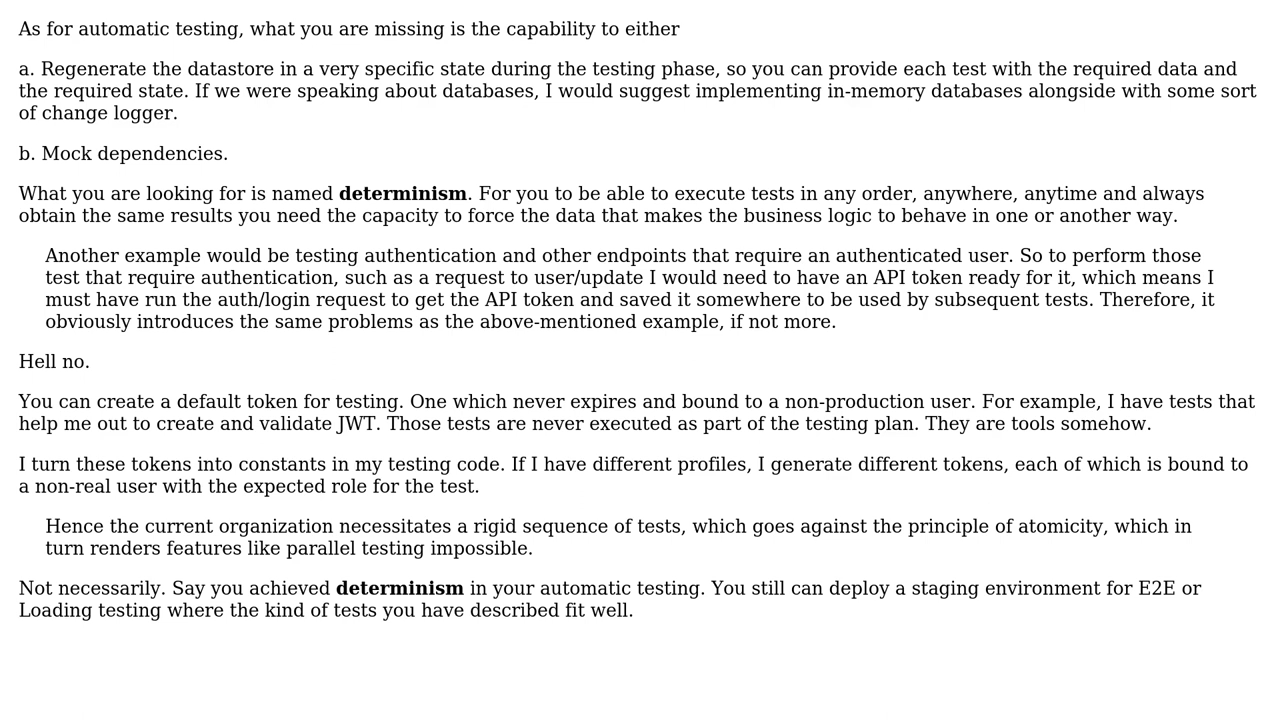 As for automatic testing, what you are missing is the capability to either
a. Regenerate the datastore in a very specific state during the testing phase, so you can provide each test with the required data and
the required state. If we were speaking about databases, I would suggest implementing in-memory databases alongside with some sort
of change logger.
b. Mock dependencies.
What you are looking for is named determinism. For you to be able to execute tests in any order, anywhere, anytime and always
obtain the same results you need the capacity to force the data that makes the business logic to behave in one or another way.
Another example would be testing authentication and other endpoints that require an authenticated user. So to perform those
test that require authentication, such as a request to user/update I would need to have an API token ready for it, which means I
must have run the auth/login request to get the API token and saved it somewhere to be used by subsequent tests. Therefore, it
obviously introduces the same problems as the above-mentioned example, if not more.
Hell no.
You can create a default token for testing. One which never expires and bound to a non-production user. For example, I have tests that
help me out to create and validate JWT. Those tests are never executed as part of the testing plan. They are tools somehow.
I turn these tokens into constants in my testing code. If I have different profiles, I generate different tokens, each of which is bound to
a non-real user with the expected role for the test.
Hence the current organization necessitates a rigid sequence of tests, which goes against the principle of atomicity, which in
turn renders features like parallel testing impossible.
Not necessarily. Say you achieved determinism in your automatic testing. You still can deploy a staging environment for E2E or
Loading testing where the kind of tests you have described fit well.